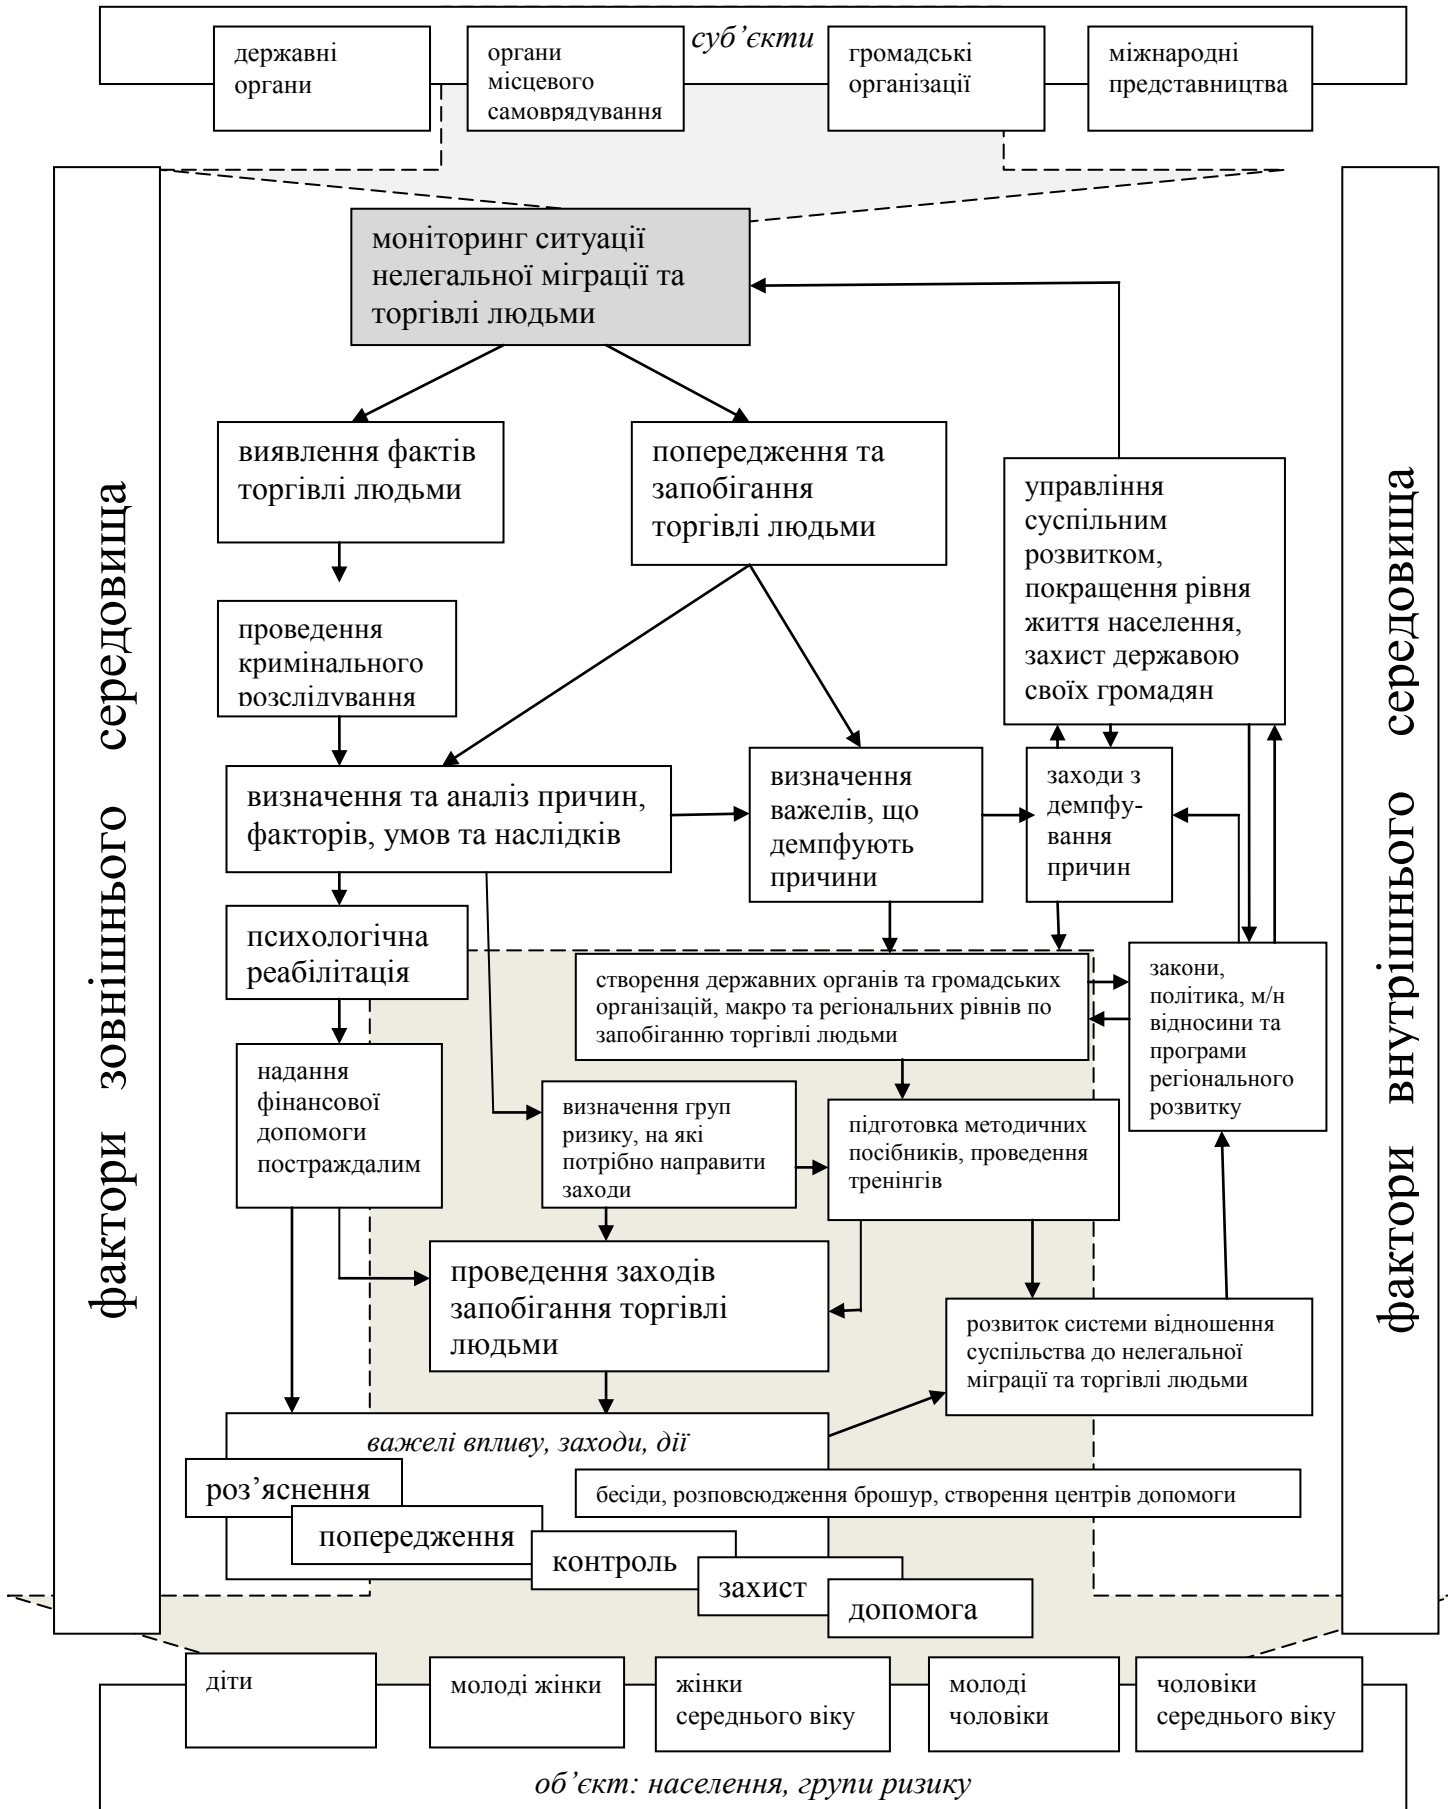 суб’єкти
державні
органи
органи
місцевого
самоврядування
громадські
організації
міжнародні
представництва
фактори зовнішнього середовища
фактори внутрішнього середовища
моніторинг ситуації
нелегальної міграції та
торгівлі людьми
виявлення фактів
торгівлі людьми
попередження та
запобігання
торгівлі людьми
управління
суспільним
розвитком,
покращення рівня
життя населення,
захист державою
своїх громадян
проведення
кримінального
розслідування
визначення та аналіз причин,
факторів, умов та наслідків
визначення
важелів, що
демпфують
причини
заходи з
демпфу-
вання
причин
психологічна
реабілітація
створення державних органів та громадських
організацій, макро та регіональних рівнів по
запобіганню торгівлі людьми
закони,
політика, м/н
відносини та
програми
регіонального
розвитку
надання
фінансової
допомоги
постраждалим
визначення груп
ризику, на які
потрібно направити
заходи
підготовка методичних
посібників, проведення
тренінгів
проведення заходів
запобігання торгівлі
людьми
розвиток системи відношення
суспільства до нелегальної
міграції та торгівлі людьми
важелі впливу, заходи, дії
роз’яснення
бесіди, розповсюдження брошур, створення центрів допомоги
попередження
контроль
захист
допомога
діти
молоді жінки
жінки
середнього віку
молоді
чоловіки
чоловіки
середнього віку
об’єкт: населення, групи ризику